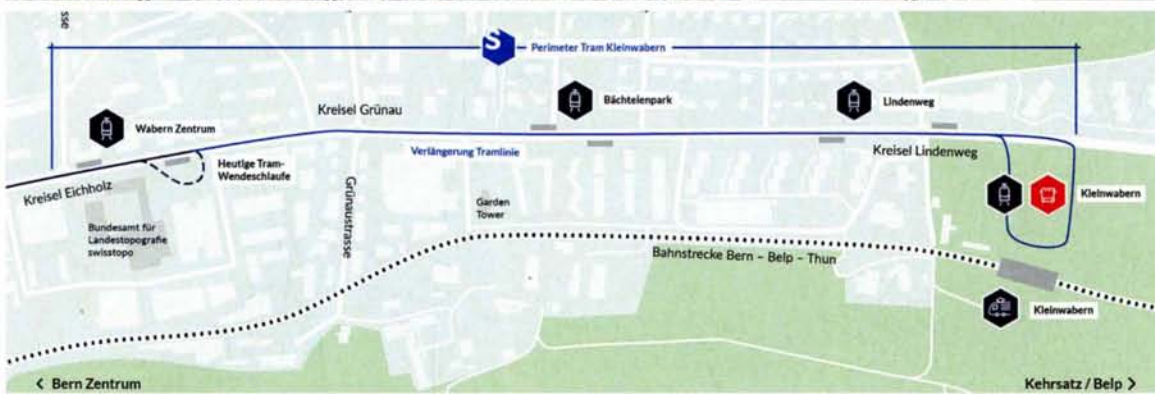 sse
S
Perimeter Tram Kleinwabern
Kreisel Grünau
Bächtelenpark
Lindenweg
Wabern Zentrum
Verlängerung Tramlinie
Kreisel Lindenweg
Heutige Tram-
Wendeschlaufe
Kreisel Eichholz
Grünaustrasse
Kleinwabern
Garden
Tower
Bundesamt für
Landestopografie
swisstopo
Bahnstrecke Bern – Belp – Thun
Kleinwabern
< Bern Zentrum
Kehrsatz / Belp >